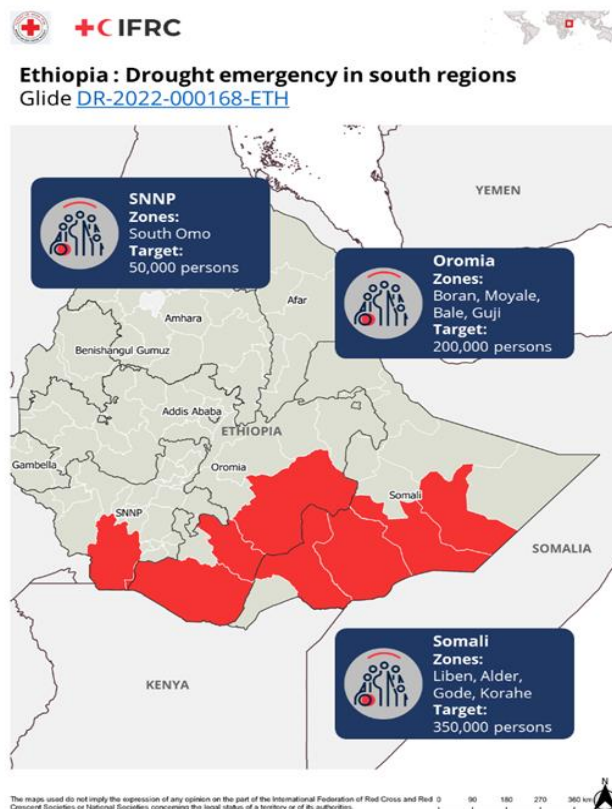 + IFRC
Ethiopia : Drought emergency in south regions
Glide DR-2022-000168-ETH
YEMEN
SNNP
Zones:
South Omo
Target:
50,000 persons
Oromia
Zones:
Boran, Moyale,
Bale, Guji
Target:
200,000 persons
Afar
Amhara
Benishangul Gumuz
Addis Ababa
ETHIOPIA
Gambella
Oromia
Somali
SNNP
SOMALIA
KENYA
Somali
Zones:
Liben, Alder,
Gode, Korahe
Target:
350,000 persons
N
The maps used do not imply the expression of any opinion on the part of the International Federation of Red Cross and Red
Crescent Societies or National Societies concerning the legal status of a territory or of its authorities.
0 90 180 270 360 km